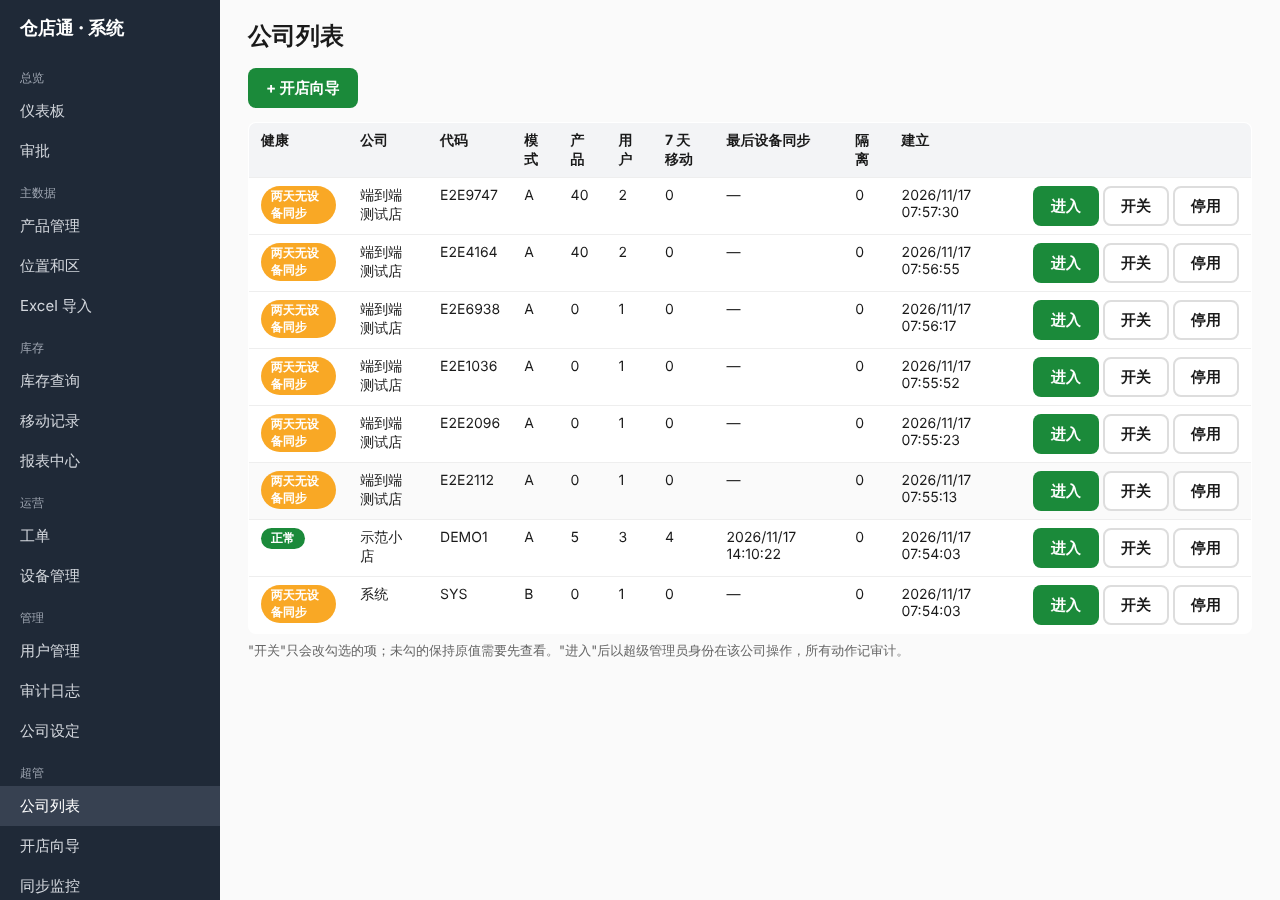 仓店通 · 系统
总览
仪表板
审批
主数据
产品管理
位置和区
Excel 导入
库存
库存查询
移动记录
报表中心
运营
工单
设备管理
管理
用户管理
审计日志
公司设定
超管
公司列表
开店向导
同步监控
公司列表
+ 开店向导
健康 公司 代码 模式 产品 用户 7 天移动 最后设备同步 隔离 建立
两天无设备同步 端到端测试店 E2E9747 A 40 2 0 — 0 2026/11/17 07:57:30 进入 开关 停用
两天无设备同步 端到端测试店 E2E4164 A 40 2 0 — 0 2026/11/17 07:56:55 进入 开关 停用
两天无设备同步 端到端测试店 E2E6938 A 0 1 0 — 0 2026/11/17 07:56:17 进入 开关 停用
两天无设备同步 端到端测试店 E2E1036 A 0 1 0 — 0 2026/11/17 07:55:52 进入 开关 停用
两天无设备同步 端到端测试店 E2E2096 A 0 1 0 — 0 2026/11/17 07:55:23 进入 开关 停用
两天无设备同步 端到端测试店 E2E2112 A 0 1 0 — 0 2026/11/17 07:55:13 进入 开关 停用
正常 示范小店 DEMO1 A 5 3 4 2026/11/17 14:10:22 0 2026/11/17 07:54:03 进入 开关 停用
两天无设备同步 系统 SYS B 0 1 0 — 0 2026/11/17 07:54:03 进入 开关 停用
"开关"只会改勾选的项；未勾的保持原值需要先查看。"进入"后以超级管理员身份在该公司操作，所有动作记审计。